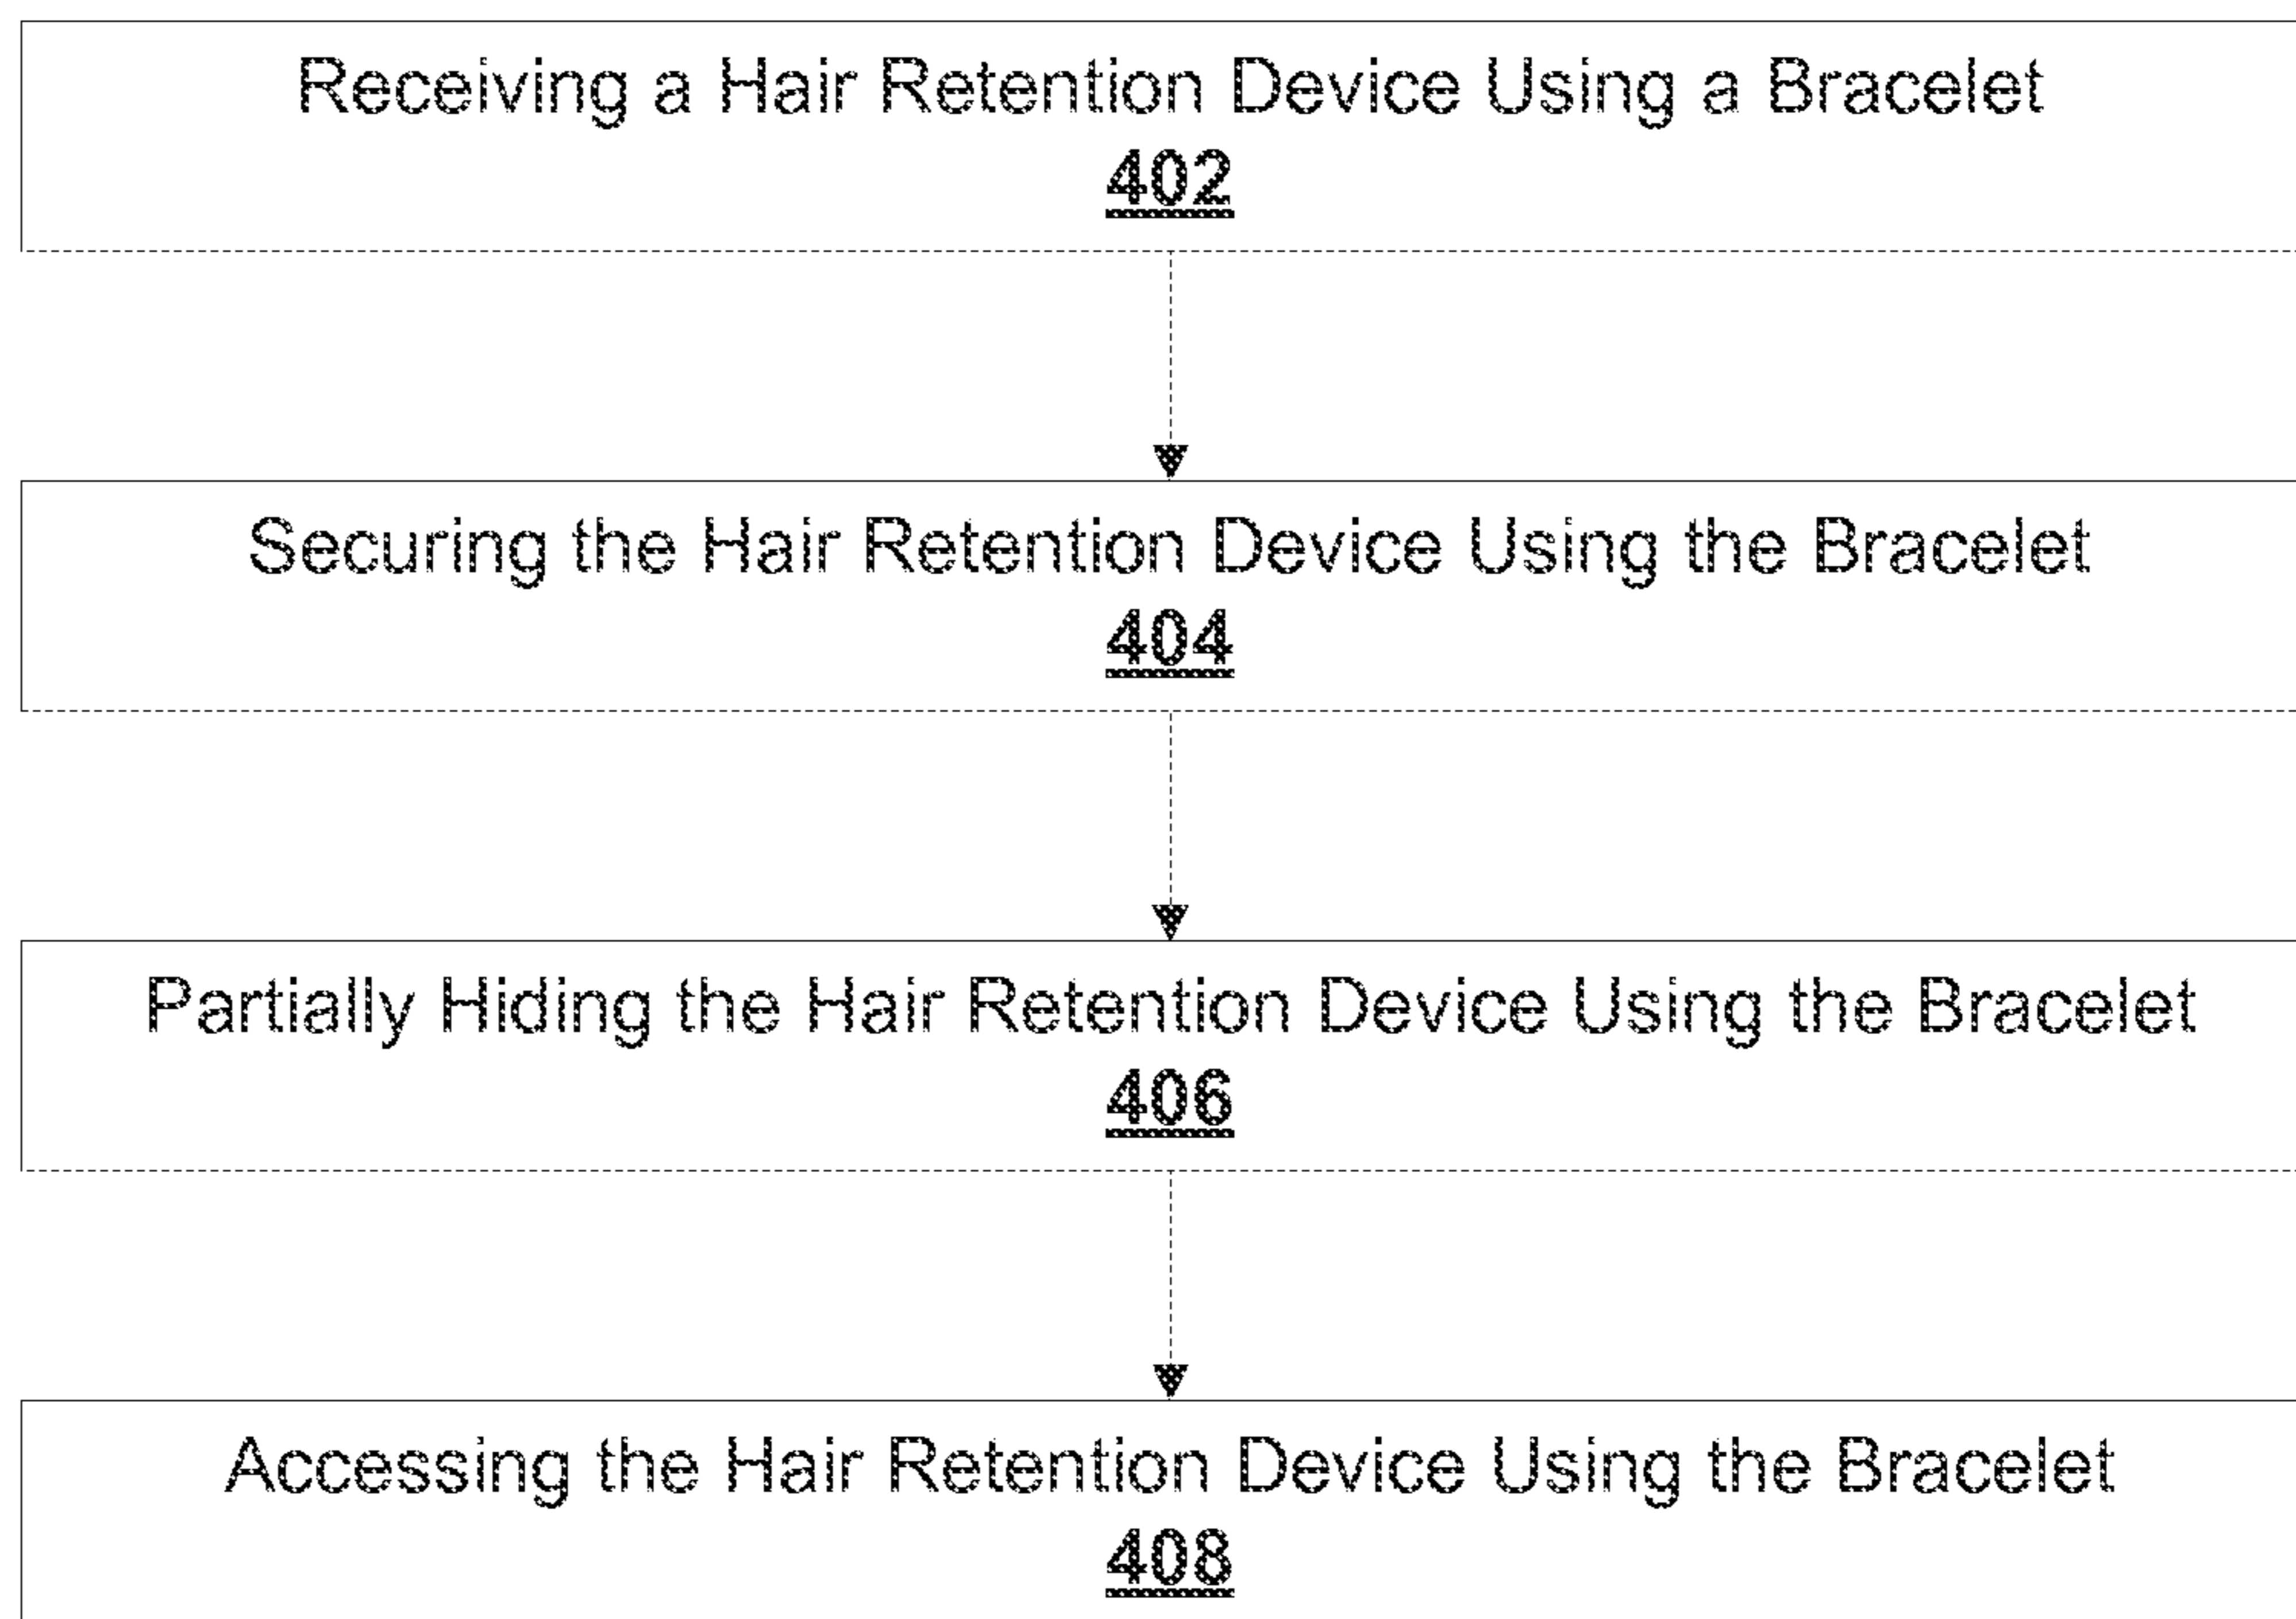 Receiving a Hair Retention Device Using a Bracelet
402
Securing the Hair Retention Device Using the Bracelet
404
Partially Hiding the Hair Retention Device Using the Bracelet
406
Accessing the Hair Retention Device Using the Bracelet
408